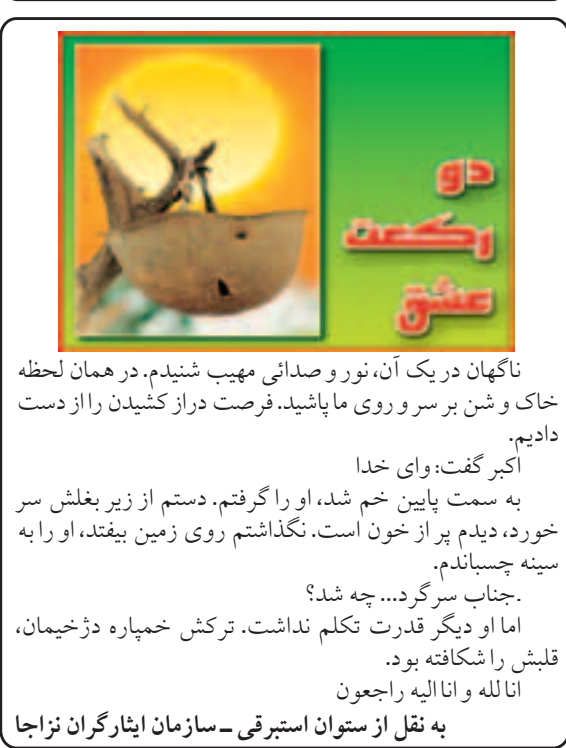 دو
رکعت
عشق
ناگهان در یک آن، نور و صدائی مهیب شنیدم. در همان لحظه
خاک و شن بر سر و روی ما پاشید. فرصت دراز کشیدن را از دست
دادیم.
اکبر گفت: وای خدا
به سمت پایین خم شد، او را گرفتم. دستم از زیر بغلش سر
خورد، دیدم پر از خون است. نگذاشتم روی زمین بیفتد، او را به
سینه چسباندم.
.جناب سرگرد... چه شد؟
اما او دیگر قدرت تکلم نداشت. ترکش خمپاره دژخیمان،
قلبش را شکافته بود.
انا لله و انا الیه راجعون
به نقل از ستوان استبرقی ــ سازمان ایثارگران نزاجا